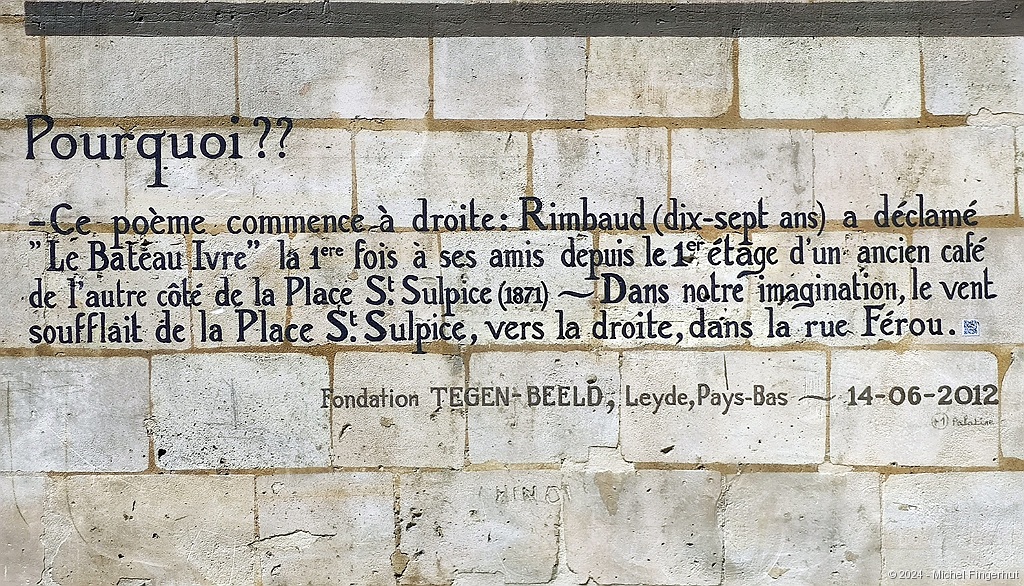 Pourquoi ??
– Ce poème commence à droite : Rimbaud (dix-sept ans) a déclamé
"Le Bateau Ivre" la 1ere fois à ses amis depuis le 1er étage d'un ancien café
de l'autre côté de la Place St. Sulpice (1871) ~ Dans notre imagination, le vent
soufflait de la Place St. Sulpice, vers la droite, dans la rue Férou.
Fondation TEGEN-BEELD, Leyde, Pays-Bas ~ 14-06-2012
Palatine
© 2024 - Michel Fingerhut